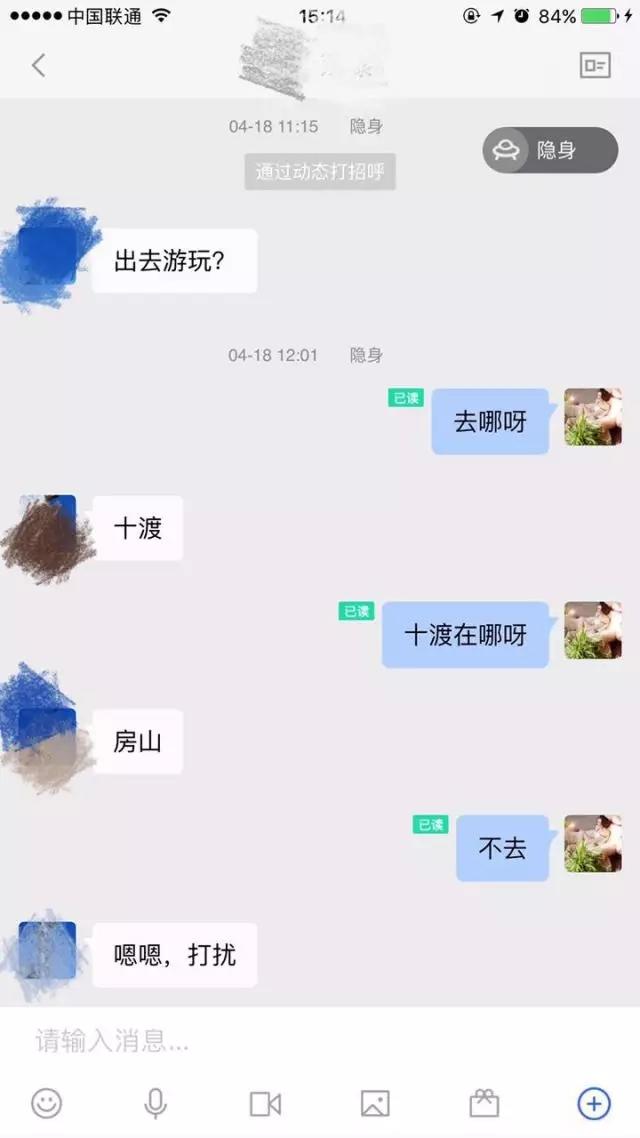 中国联通 15:14 84%
04-18 11:15 隐身
隐身
通过动态打招呼
出去游玩?
04-18 12:01 隐身
已读
去哪呀
十渡
已读
十渡在哪呀
房山
已读
不去
嗯嗯，打扰
请输入消息...